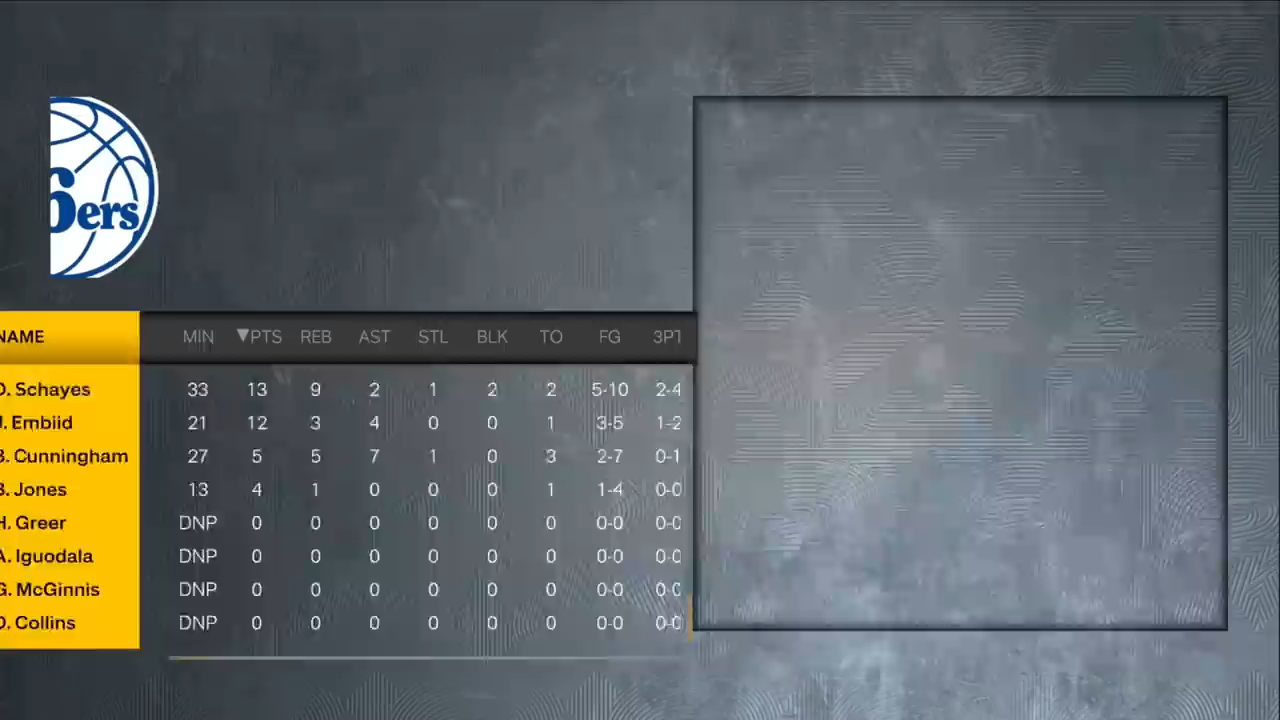 6ers
NAME MIN ▼PTS REB AST STL BLK TO FG 3PT
D. Schayes 33 13 9 2 1 2 2 5-10 2-4
J. Embiid 21 12 3 4 0 0 1 3-5 1-2
B. Cunningham 27 5 5 7 1 0 3 2-7 0-1
B. Jones 13 4 1 0 0 0 1 1-4 0-0
H. Greer DNP 0 0 0 0 0 0 0-0 0-0
A. Iguodala DNP 0 0 0 0 0 0 0-0 0-0
G. McGinnis DNP 0 0 0 0 0 0 0-0 0-0
D. Collins DNP 0 0 0 0 0 0 0-0 0-0